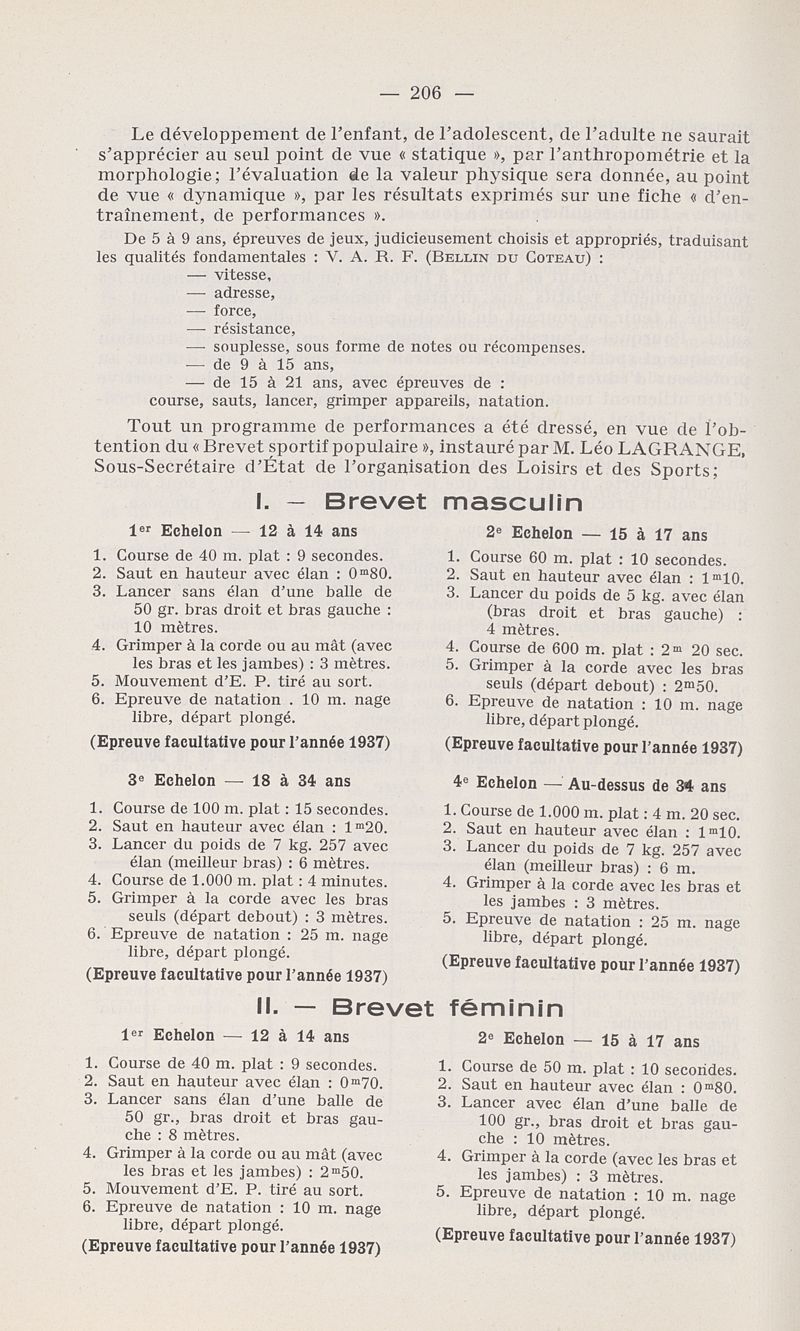 — 206 —
Le développement de l'enfant, de l'adolescent, de l'adulte ne saurait
s'apprécier au seul point de vue « statique », par l'anthropométrie et la
morphologie; l'évaluation de la valeur physique sera donnée, au point
de vue « dynamique », par les résultats exprimés sur une fiche « d'en-
traînement, de performances ».
De 5 à 9 ans, épreuves de jeux, judicieusement choisis et appropriés, traduisant
les qualités fondamentales : V. A. R. F. (BELLIN DU COTEAU) :
— vitesse,
— adresse,
— force,
— résistance,
— souplesse, sous forme de notes ou récompenses.
— de 9 à 15 ans,
— de 15 à 21 ans, avec épreuves de :
course, sauts, lancer, grimper appareils, natation.
Tout un programme de performances a été dressé, en vue de l'ob-
tention du « Brevet sportif populaire », instauré par M. Léo LAGRANGE,
Sous-Secrétaire d'État de l'organisation des Loisirs et des Sports;
I. — Brevet masculin
1er Echelon — 12 à 14 ans
1. Course de 40 m. plat : 9 secondes.
2. Saut en hauteur avec élan : 0m80.
3. Lancer sans élan d'une balle de
50 gr. bras droit et bras gauche :
10 mètres.
4. Grimper à la corde ou au mât (avec
les bras et les jambes) : 3 mètres.
5. Mouvement d'E. P. tiré au sort.
6. Epreuve de natation . 10 m. nage
libre, départ plongé.
(Epreuve facultative pour l'année 1937)
2e Echelon — 15 à 17 ans
1. Course 60 m. plat : 10 secondes.
2. Saut en hauteur avec élan : 1m10.
3. Lancer du poids de 5 kg. avec élan
(bras droit et bras gauche) :
4 mètres.
4. Course de 600 m. plat : 2m 20 sec.
5. Grimper à la corde avec les bras
seuls (départ debout) : 2m50.
6. Epreuve de natation : 10 m. nage
libre, départ plongé.
(Epreuve facultative pour l'année 1937)
3e Echelon — 18 à 34 ans
1. Course de 100 m. plat : 15 secondes.
2. Saut en hauteur avec élan : 1m20.
3. Lancer du poids de 7 kg. 257 avec
élan (meilleur bras) : 6 mètres.
4. Course de 1.000 m. plat : 4 minutes.
5. Grimper à la corde avec les bras
seuls (départ debout) : 3 mètres.
6. Epreuve de natation : 25 m. nage
libre, départ plongé.
(Epreuve facultative pour l'année 1937)
4e Echelon — Au-dessus de 34 ans
1. Course de 1.000 m. plat : 4 m. 20 sec.
2. Saut en hauteur avec élan : 1m10.
3. Lancer du poids de 7 kg. 257 avec
élan (meilleur bras) : 6 m.
4. Grimper à la corde avec les bras et
les jambes : 3 mètres.
5. Epreuve de natation : 25 m. nage
libre, départ plongé.
(Epreuve facultative pour l'année 1937)
II. — Brevet féminin
1er Echelon — 12 à 14 ans
1. Course de 40 m. plat : 9 secondes.
2. Saut en hauteur avec élan : 0m70.
3. Lancer sans élan d'une balle de
50 gr., bras droit et bras gau-
che : 8 mètres.
4. Grimper à la corde ou au mât (avec
les bras et les jambes) : 2m50.
5. Mouvement d'E. P. tiré au sort.
6. Epreuve de natation : 10 m. nage
libre, départ plongé.
(Epreuve facultative pour l'année 1937)
2e Echelon — 15 à 17 ans
1. Course de 50 m. plat : 10 secondes.
2. Saut en hauteur avec élan : 0m80.
3. Lancer avec élan d'une balle de
100 gr., bras droit et bras gau-
che : 10 mètres.
4. Grimper à la corde (avec les bras et
les jambes) : 3 mètres.
5. Epreuve de natation : 10 m. nage
libre, départ plongé.
(Epreuve facultative pour l'année 1937)